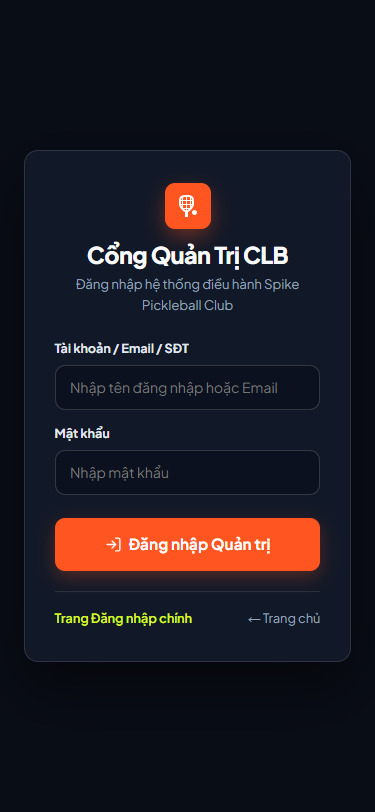 Cổng Quản Trị CLB
Đăng nhập hệ thống điều hành Spike
Pickleball Club
Tài khoản / Email / SĐT
Nhập tên đăng nhập hoặc Email
Mật khẩu
Nhập mật khẩu
Đăng nhập Quản trị
Trang Đăng nhập chính
← Trang chủ